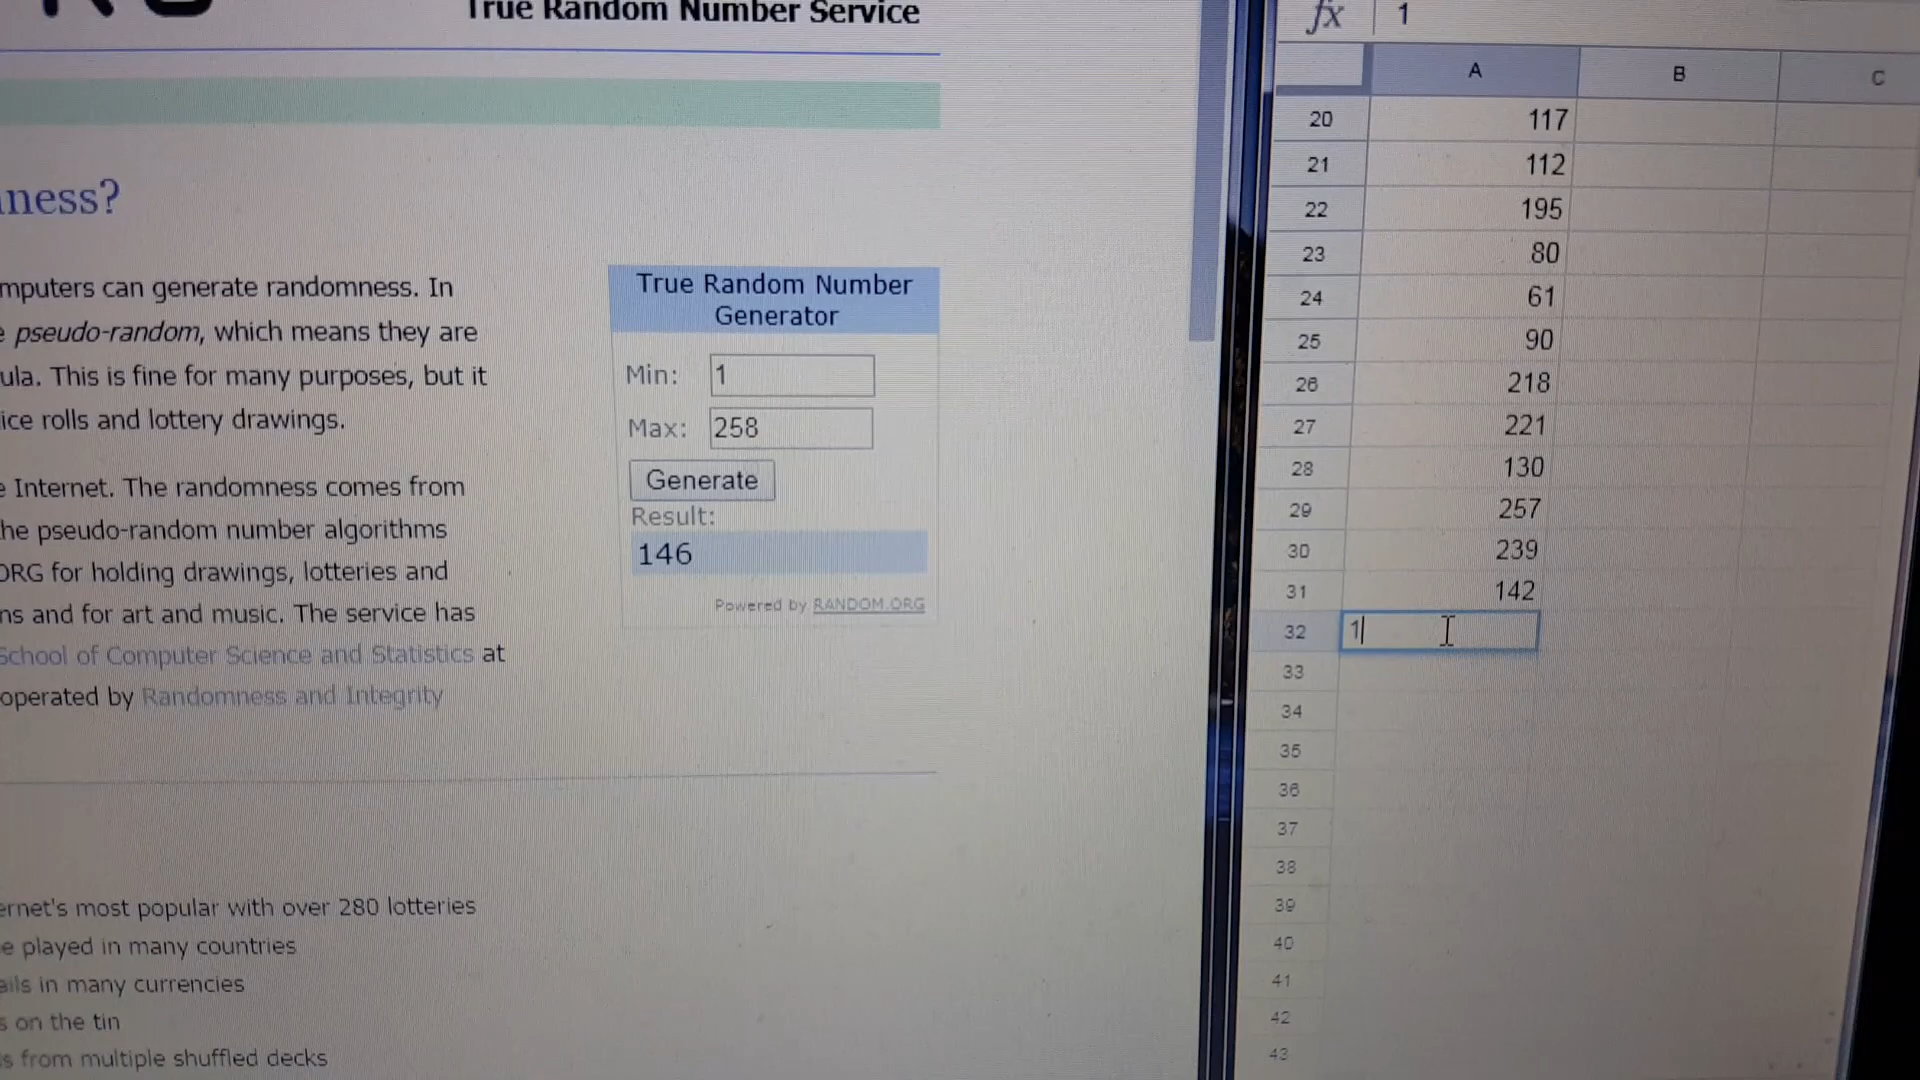 True Random Number Service
ness?
mputers can generate randomness. In
e pseudo-random, which means they are
ula. This is fine for many purposes, but it
ice rolls and lottery drawings.
e Internet. The randomness comes from
he pseudo-random number algorithms
ORG for holding drawings, lotteries and
ns and for art and music. The service has
School of Computer Science and Statistics at
operated by Randomness and Integrity
ernet's most popular with over 280 lotteries
e played in many countries
ails in many currencies
s on the tin
s from multiple shuffled decks
True Random Number
Generator
Min: 1
Max: 258
Generate
Result:
146
Powered by RANDOM.ORG
fx 1
A B C
20 117
21 112
22 195
23 80
24 61
25 90
26 218
27 221
28 130
29 257
30 239
31 142
32 1
33
34
35
36
37
38
39
40
41
42
43